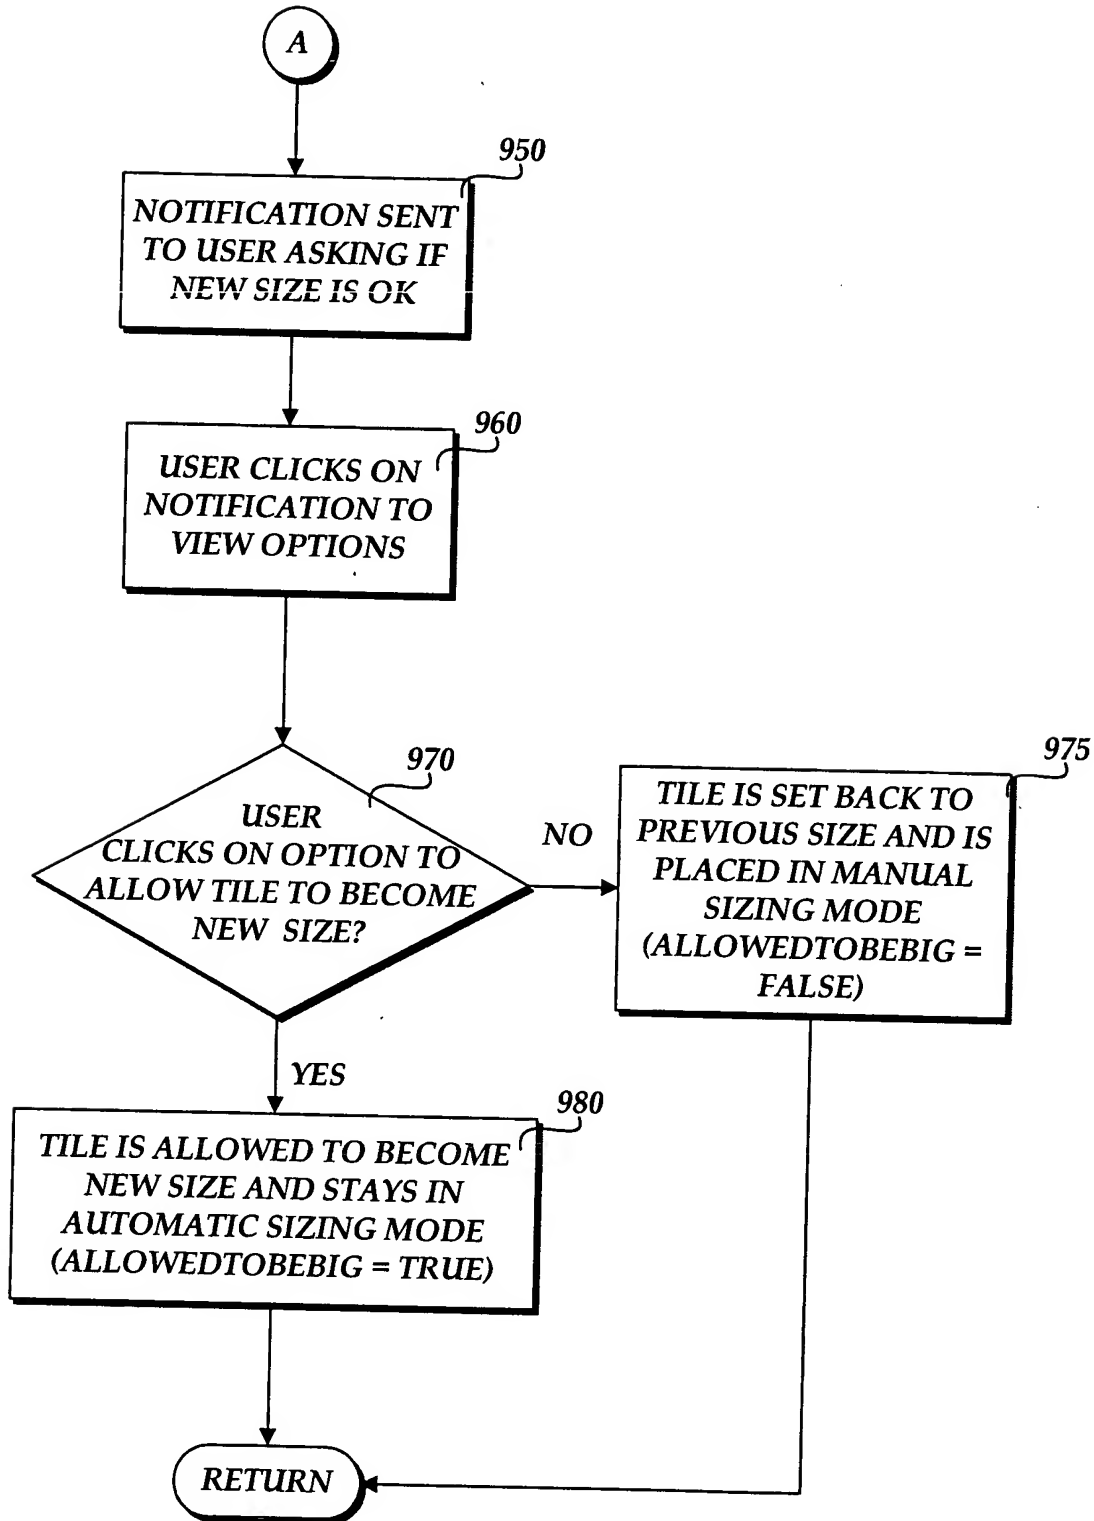 A
950
NOTIFICATION SENT
TO USER ASKING IF
NEW SIZE IS OK
960
USER CLICKS ON
NOTIFICATION TO
VIEW OPTIONS
970
USER
CLICKS ON OPTION TO
ALLOW TILE TO BECOME
NEW SIZE?
NO
975
TILE IS SET BACK TO
PREVIOUS SIZE AND IS
PLACED IN MANUAL
SIZING MODE
(ALLOWEDTOBEBIG =
FALSE)
YES
980
TILE IS ALLOWED TO BECOME
NEW SIZE AND STAYS IN
AUTOMATIC SIZING MODE
(ALLOWEDTOBEBIG = TRUE)
RETURN